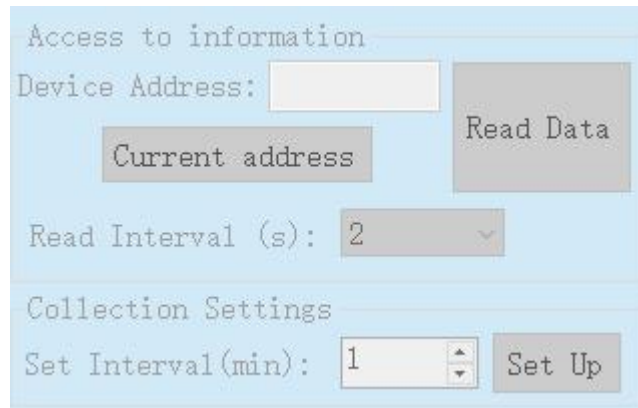 Access to information
Device Address:
Read Data
Current address
Read Interval (s): 2
Collection Settings
Set Interval(min): 1 Set Up